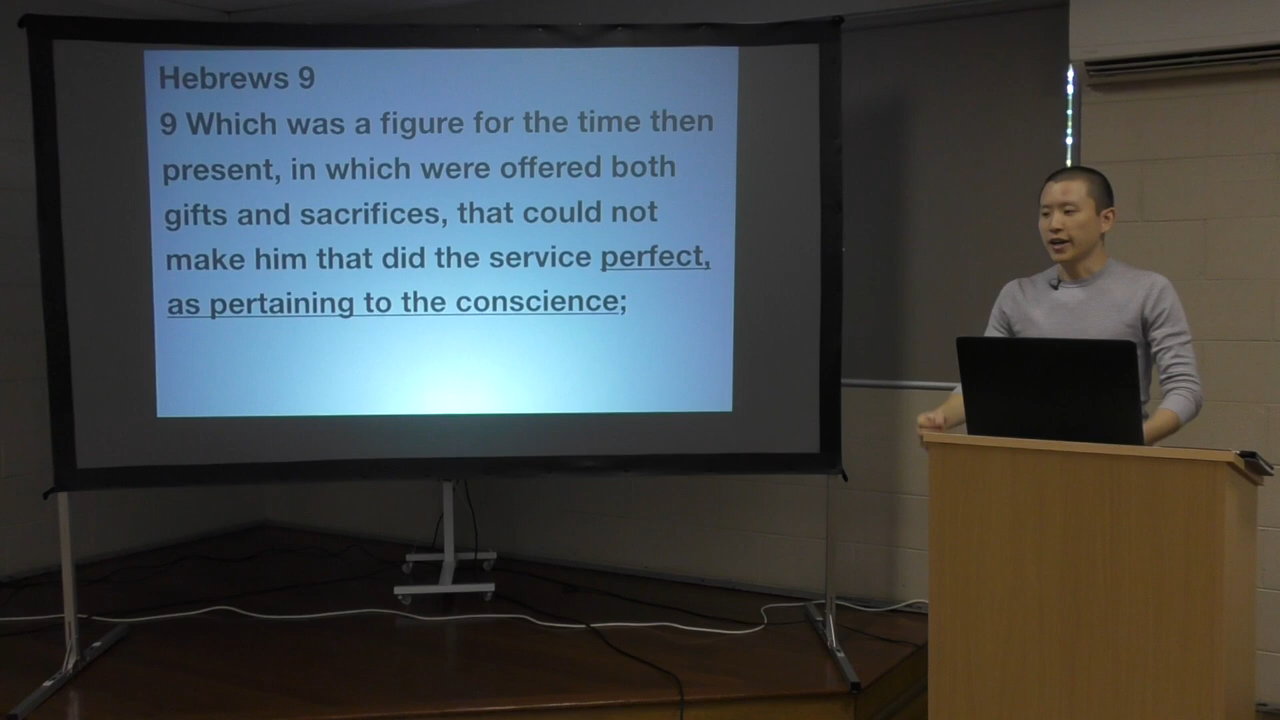 Hebrews 9
9 Which was a figure for the time then
present, in which were offered both
gifts and sacrifices, that could not
make him that did the service perfect,
as pertaining to the conscience;